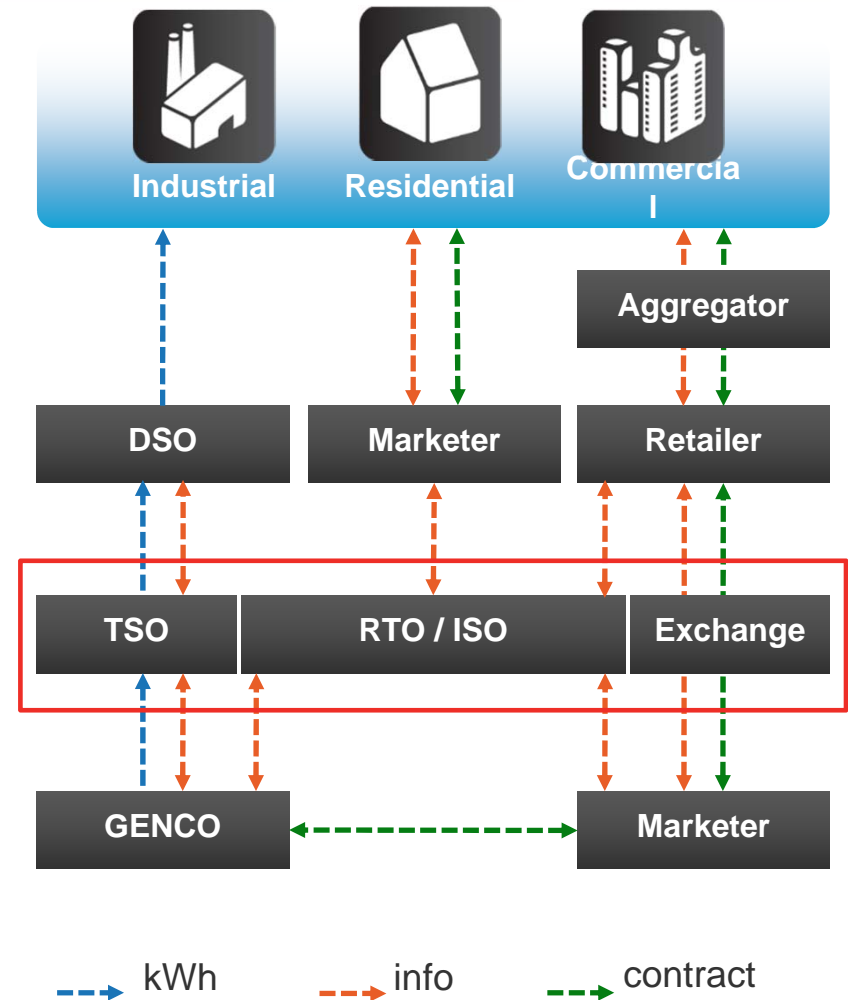 Industrial
Residential
Commercia
l
Aggregator
DSO
Marketer
Retailer
TSO
RTO / ISO
Exchange
GENCO
Marketer
kWh
info
contract